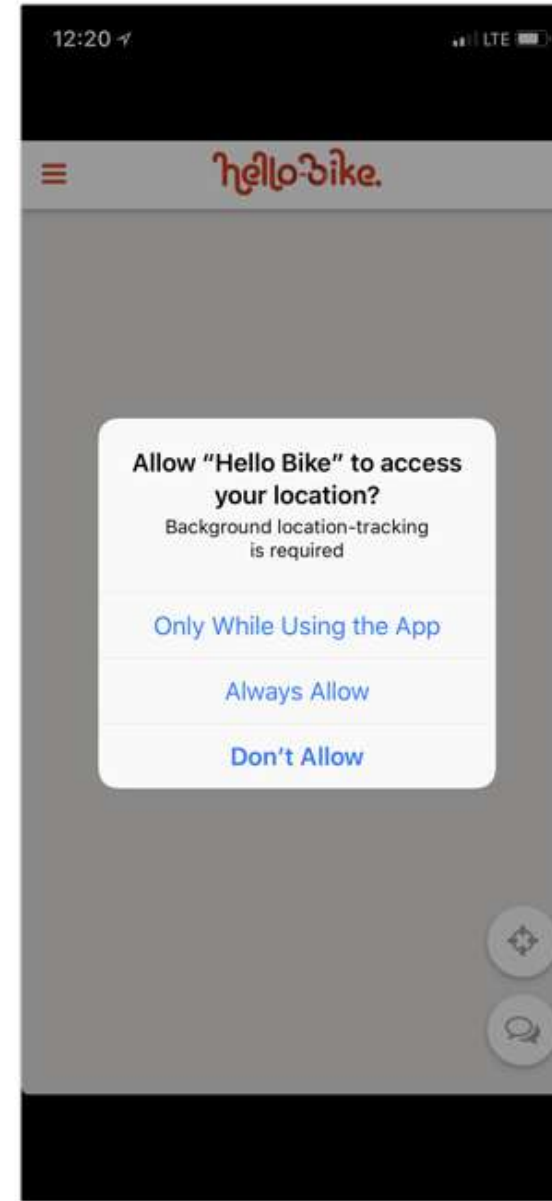 12:20
LTE
hello-bike.
Allow “Hello Bike” to access
your location?
Background location-tracking
is required
Only While Using the App
Always Allow
Don’t Allow